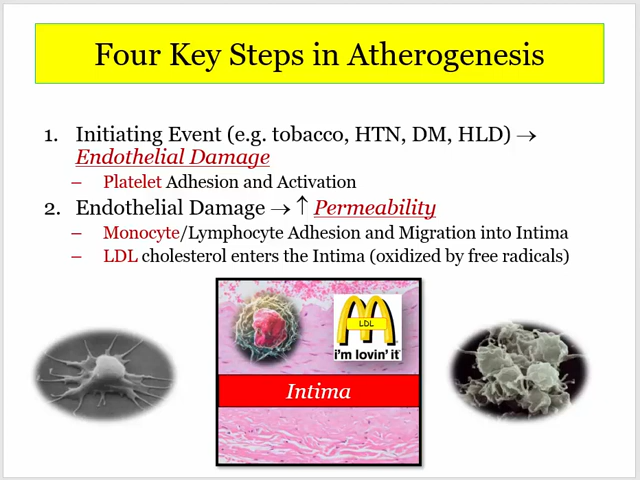 Four Key Steps in Atherogenesis
1. Initiating Event (e.g. tobacco, HTN, DM, HLD) →
Endothelial Damage
– Platelet Adhesion and Activation
2. Endothelial Damage → ↑ Permeability
– Monocyte/Lymphocyte Adhesion and Migration into Intima
– LDL cholesterol enters the Intima (oxidized by free radicals)
LDL
i'm lovin' it
Intima